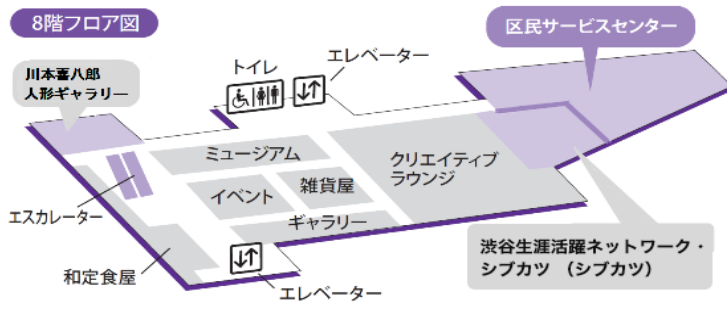 8階フロア図
区民サービスセンター
川本喜八郎
人形ギャラリー
トイレ
エレベーター
ミュージアム
クリエイティブ
ラウンジ
イベント
雑貨屋
エスカレーター
ギャラリー
和定食屋
エレベーター
渋谷生涯活躍ネットワーク・
シブカツ （シブカツ）